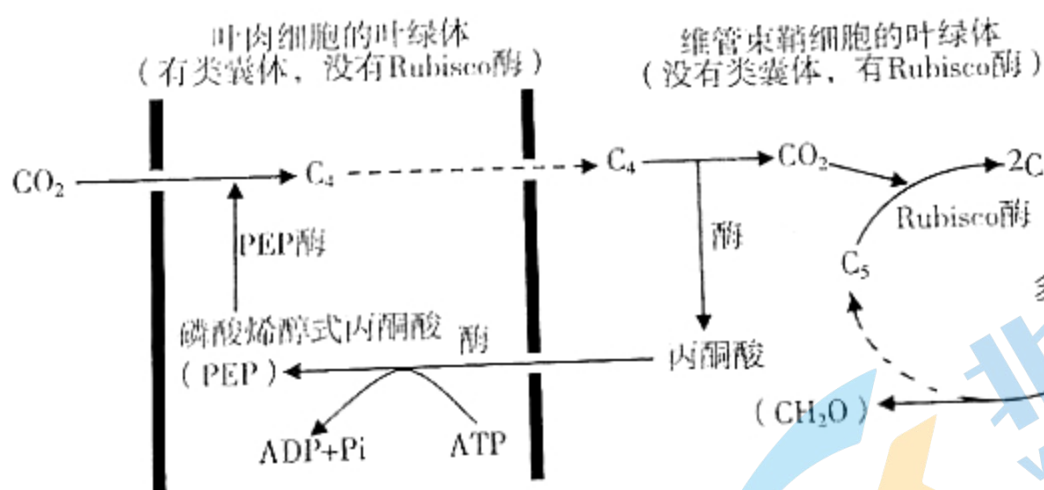 叶肉细胞的叶绿体
(有类囊体，没有Rubisco酶)
维管束鞘细胞的叶绿体
(没有类囊体，有Rubisco酶)
CO₂
C₄
C₄
CO₂
2C
Rubisco酶
PEP酶
酶
C₅
磷酸烯醇式丙酮酸
(PEP)
酶
丙酮酸
(CH₂O)
ADP+Pi
ATP